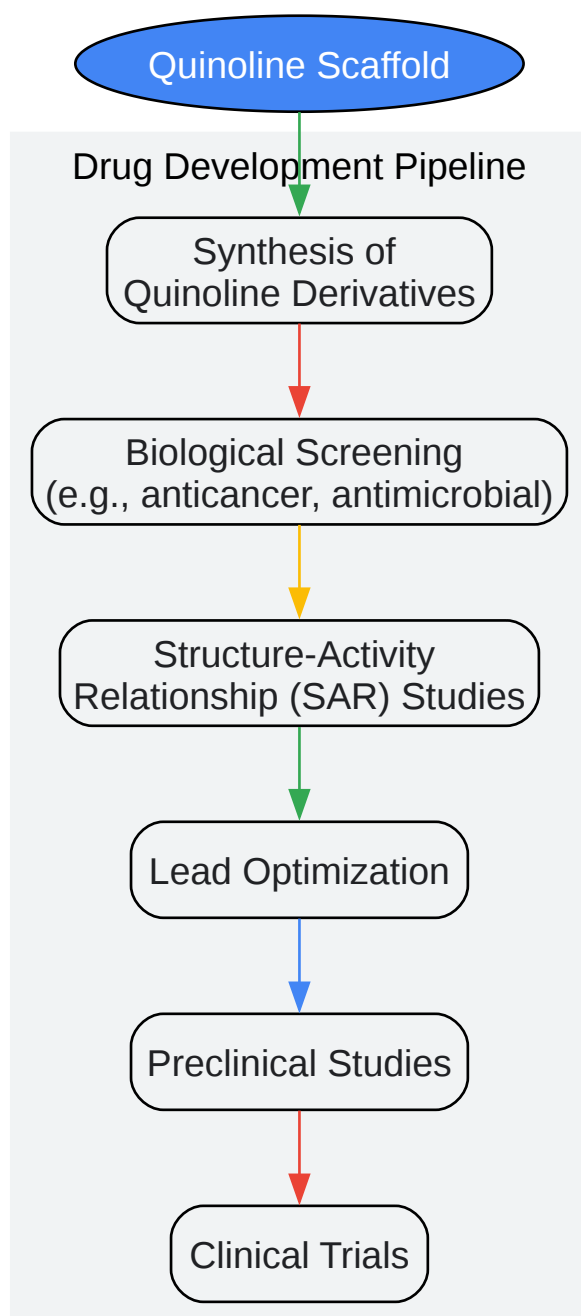 Quinoline Scaffold
Drug Development Pipeline
Synthesis of
Quinoline Derivatives
Biological Screening
(e.g., anticancer, antimicrobial)
Structure-Activity
Relationship (SAR) Studies
Lead Optimization
Preclinical Studies
Clinical Trials